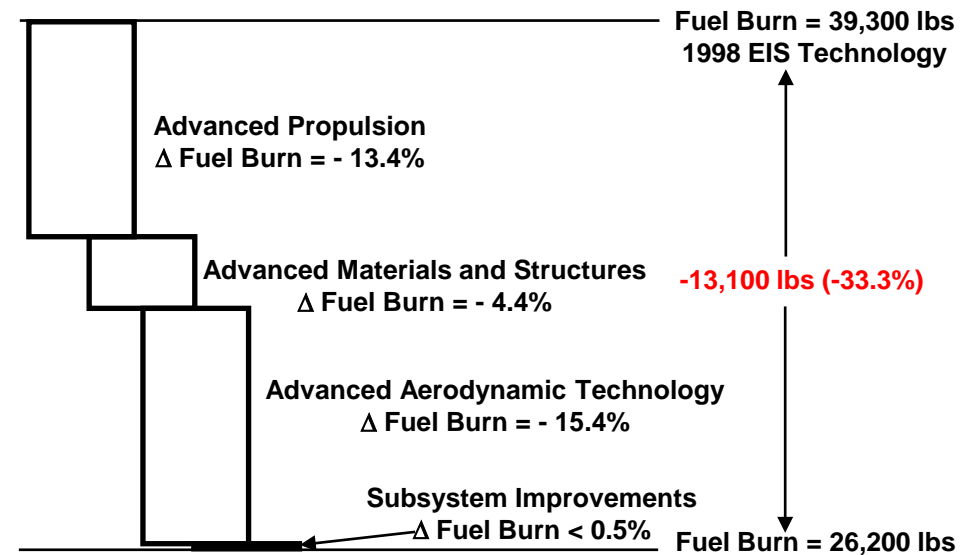 Fuel Burn = 39,300 lbs
1998 EIS Technology
Advanced Propulsion
Δ Fuel Burn = - 13.4%
Advanced Materials and Structures
Δ Fuel Burn = - 4.4%
-13,100 lbs (-33.3%)
Advanced Aerodynamic Technology
Δ Fuel Burn = - 15.4%
Subsystem Improvements
Δ Fuel Burn < 0.5%
Fuel Burn = 26,200 lbs